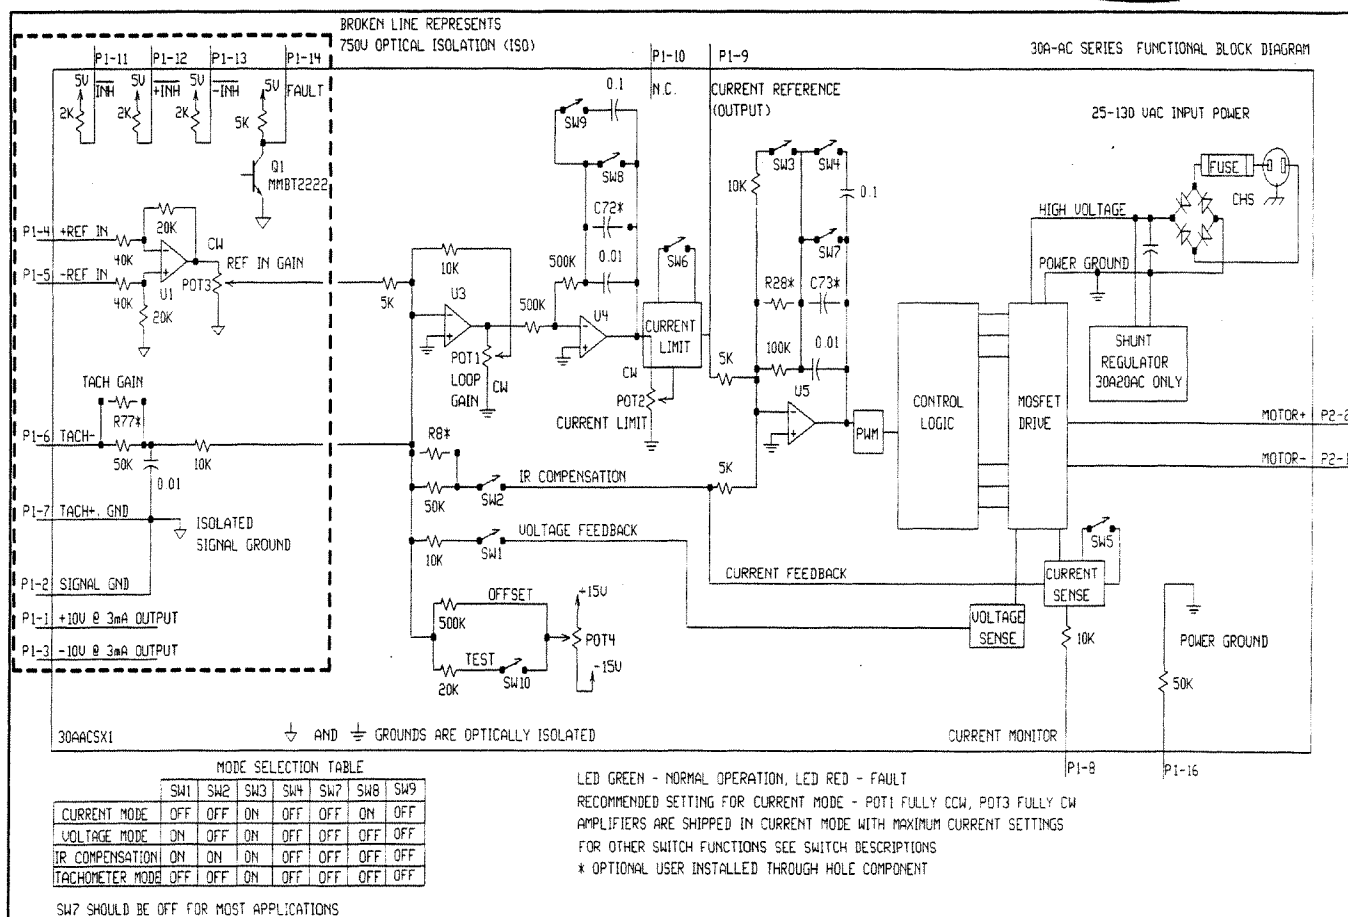 BROKEN LINE REPRESENTS
750V OPTICAL ISOLATION (ISO)
30A-AC SERIES FUNCTIONAL BLOCK DIAGRAM
P1-11
P1-12
P1-13
P1-14
P1-10
P1-9
5V
INH
5V
+INH
5V
-INH
5V
FAULT
N.C.
CURRENT REFERENCE
(OUTPUT)
2K
2K
2K
5K
0.1
SW9
SW8
25-130 VAC INPUT POWER
Q1
MMBT2222
SW3
SW4
10K
0.1
FUSE
CHS
HIGH VOLTAGE
P1-4
+REF IN
20K
40K
U1
CW
REF IN GAIN
P1-5
-REF IN
40K
POT3
20K
C72*
SW6
SW7
POWER GROUND
10K
5K
U3
500K
0.01
500K
U4
CURRENT
LIMIT
R28*
C73*
100K
0.01
U5
5K
SHUNT
REGULATOR
30A20AC ONLY
POT1
LOOP
GAIN
CW
CW
POT2
CURRENT LIMIT
PWM
CONTROL
LOGIC
MOSFET
DRIVE
MOTOR+
P2-2
MOTOR-
P2-1
TACH GAIN
R77*
P1-6
TACH-
50K
10K
0.01
R8*
50K
SW2
IR COMPENSATION
5K
P1-7
TACH+, GND
ISOLATED
SIGNAL GROUND
10K
SW1
VOLTAGE FEEDBACK
SW5
P1-2
SIGNAL GND
CURRENT FEEDBACK
CURRENT
SENSE
P1-1
+10V @ 3mA OUTPUT
P1-3
-10V @ 3mA OUTPUT
OFFSET
500K
+15V
POT4
TEST
SW10
20K
-15V
VOLTAGE
SENSE
10K
POWER GROUND
50K
30AACSX1
AND
GROUNDS ARE OPTICALLY ISOLATED
CURRENT MONITOR
P1-8
P1-16
MODE SELECTION TABLE
SW1 SW2 SW3 SW4 SW7 SW8 SW9
CURRENT MODE OFF OFF ON OFF OFF ON OFF
VOLTAGE MODE ON OFF ON OFF OFF OFF OFF
IR COMPENSATION ON ON ON OFF OFF OFF OFF
TACHOMETER MODE OFF OFF ON OFF OFF OFF OFF
SW7 SHOULD BE OFF FOR MOST APPLICATIONS
LED GREEN - NORMAL OPERATION, LED RED - FAULT
RECOMMENDED SETTING FOR CURRENT MODE - POT1 FULLY CCW, POT3 FULLY CW
AMPLIFIERS ARE SHIPPED IN CURRENT MODE WITH MAXIMUM CURRENT SETTINGS
FOR OTHER SWITCH FUNCTIONS SEE SWITCH DESCRIPTIONS
* OPTIONAL USER INSTALLED THROUGH HOLE COMPONENT